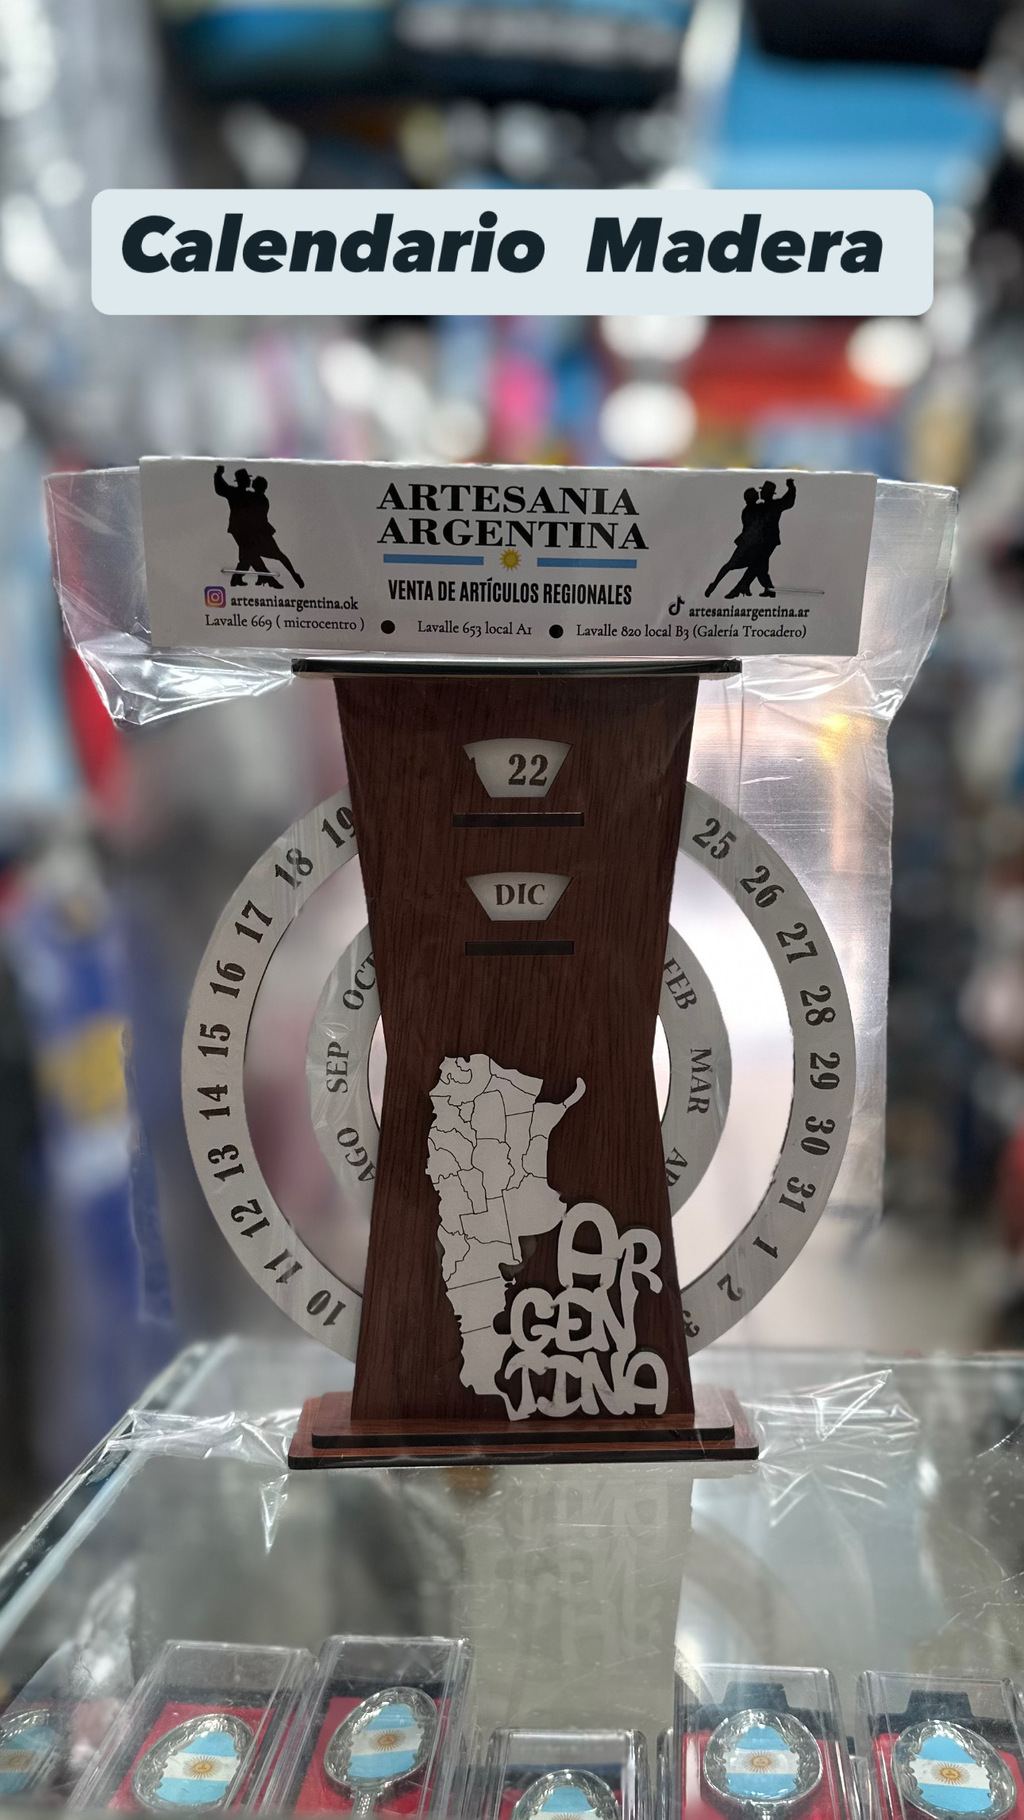 Calendario Madera
ARTESANIA
ARGENTINA
VENTA DE ARTÍCULOS REGIONALES
artesaniaargentina.ok
artesaniaargentina.ar
Lavalle 669 ( microcentro ) ● Lavalle 653 local A1 ● Lavalle 820 local B3 (Galería Trocadero)
22
DIC
19
18
17
16
15
14
13
12
11
10
OCT
SEP
AGO
25
26
27
28
29
30
31
1
2
3
FEB
MAR
AR
GEN
TINA